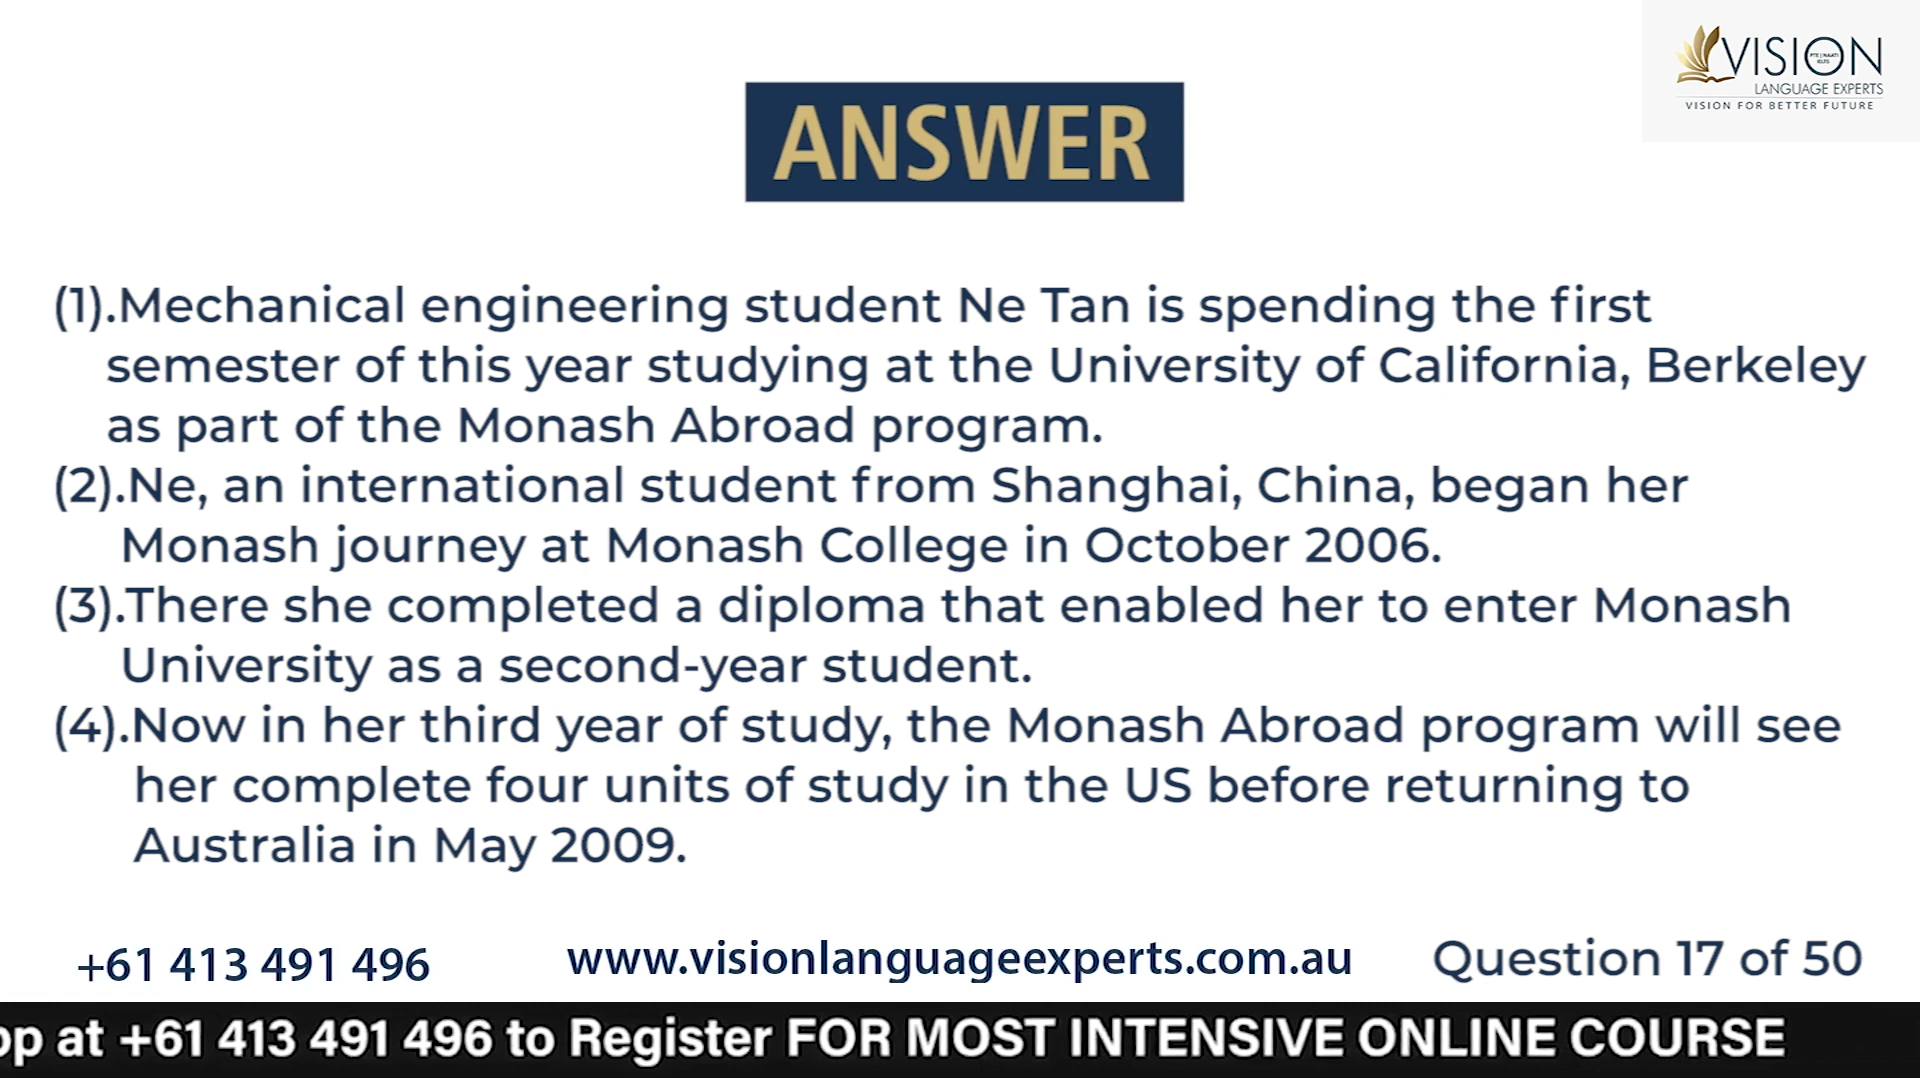 VISION
LANGUAGE EXPERTS
VISION FOR BETTER FUTURE
ANSWER
(1).Mechanical engineering student Ne Tan is spending the first
semester of this year studying at the University of California, Berkeley
as part of the Monash Abroad program.
(2).Ne, an international student from Shanghai, China, began her
Monash journey at Monash College in October 2006.
(3).There she completed a diploma that enabled her to enter Monash
University as a second-year student.
(4).Now in her third year of study, the Monash Abroad program will see
her complete four units of study in the US before returning to
Australia in May 2009.
+61 413 491 496 www.visionlanguageexperts.com.au Question 17 of 50
at +61 413 491 496 to Register FOR MOST INTENSIVE ONLINE COURSE